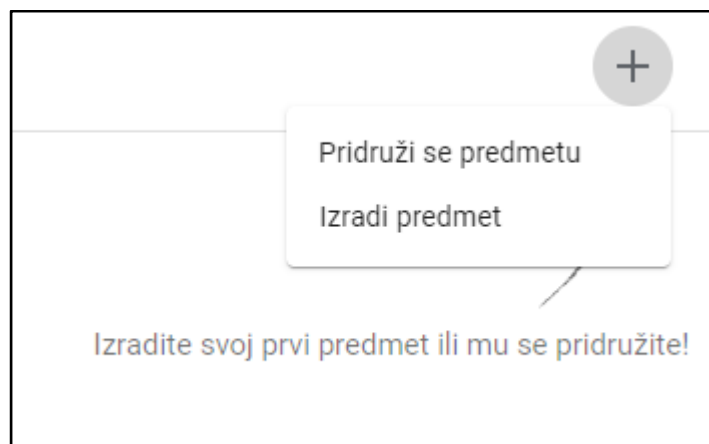 Pridruži se predmetu
Izradi predmet
Izradite svoj prvi predmet ili mu se pridružite!